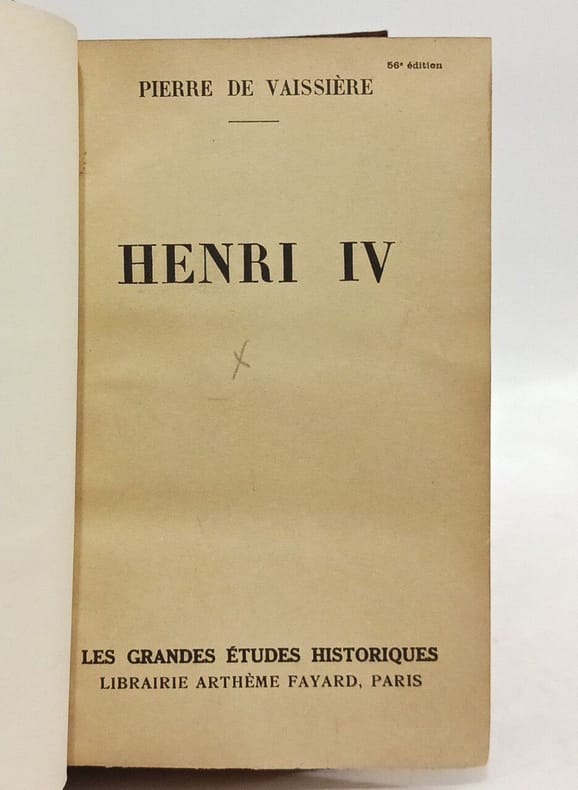 56e édition
PIERRE DE VAISSIÈRE
HENRI IV
X
LES GRANDES ÉTUDES HISTORIQUES
LIBRAIRIE ARTHÈME FAYARD, PARIS